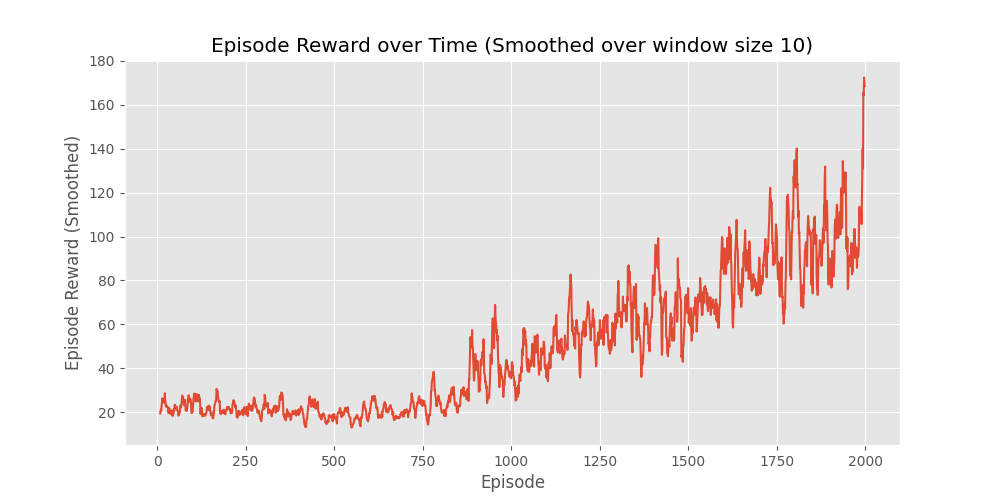 Episode Reward over Time (Smoothed over window size 10)
180
160
140
120
100
80
60
40
20
Episode Reward (Smoothed)
0 250 500 750 1000 1250 1500 1750 2000
Episode